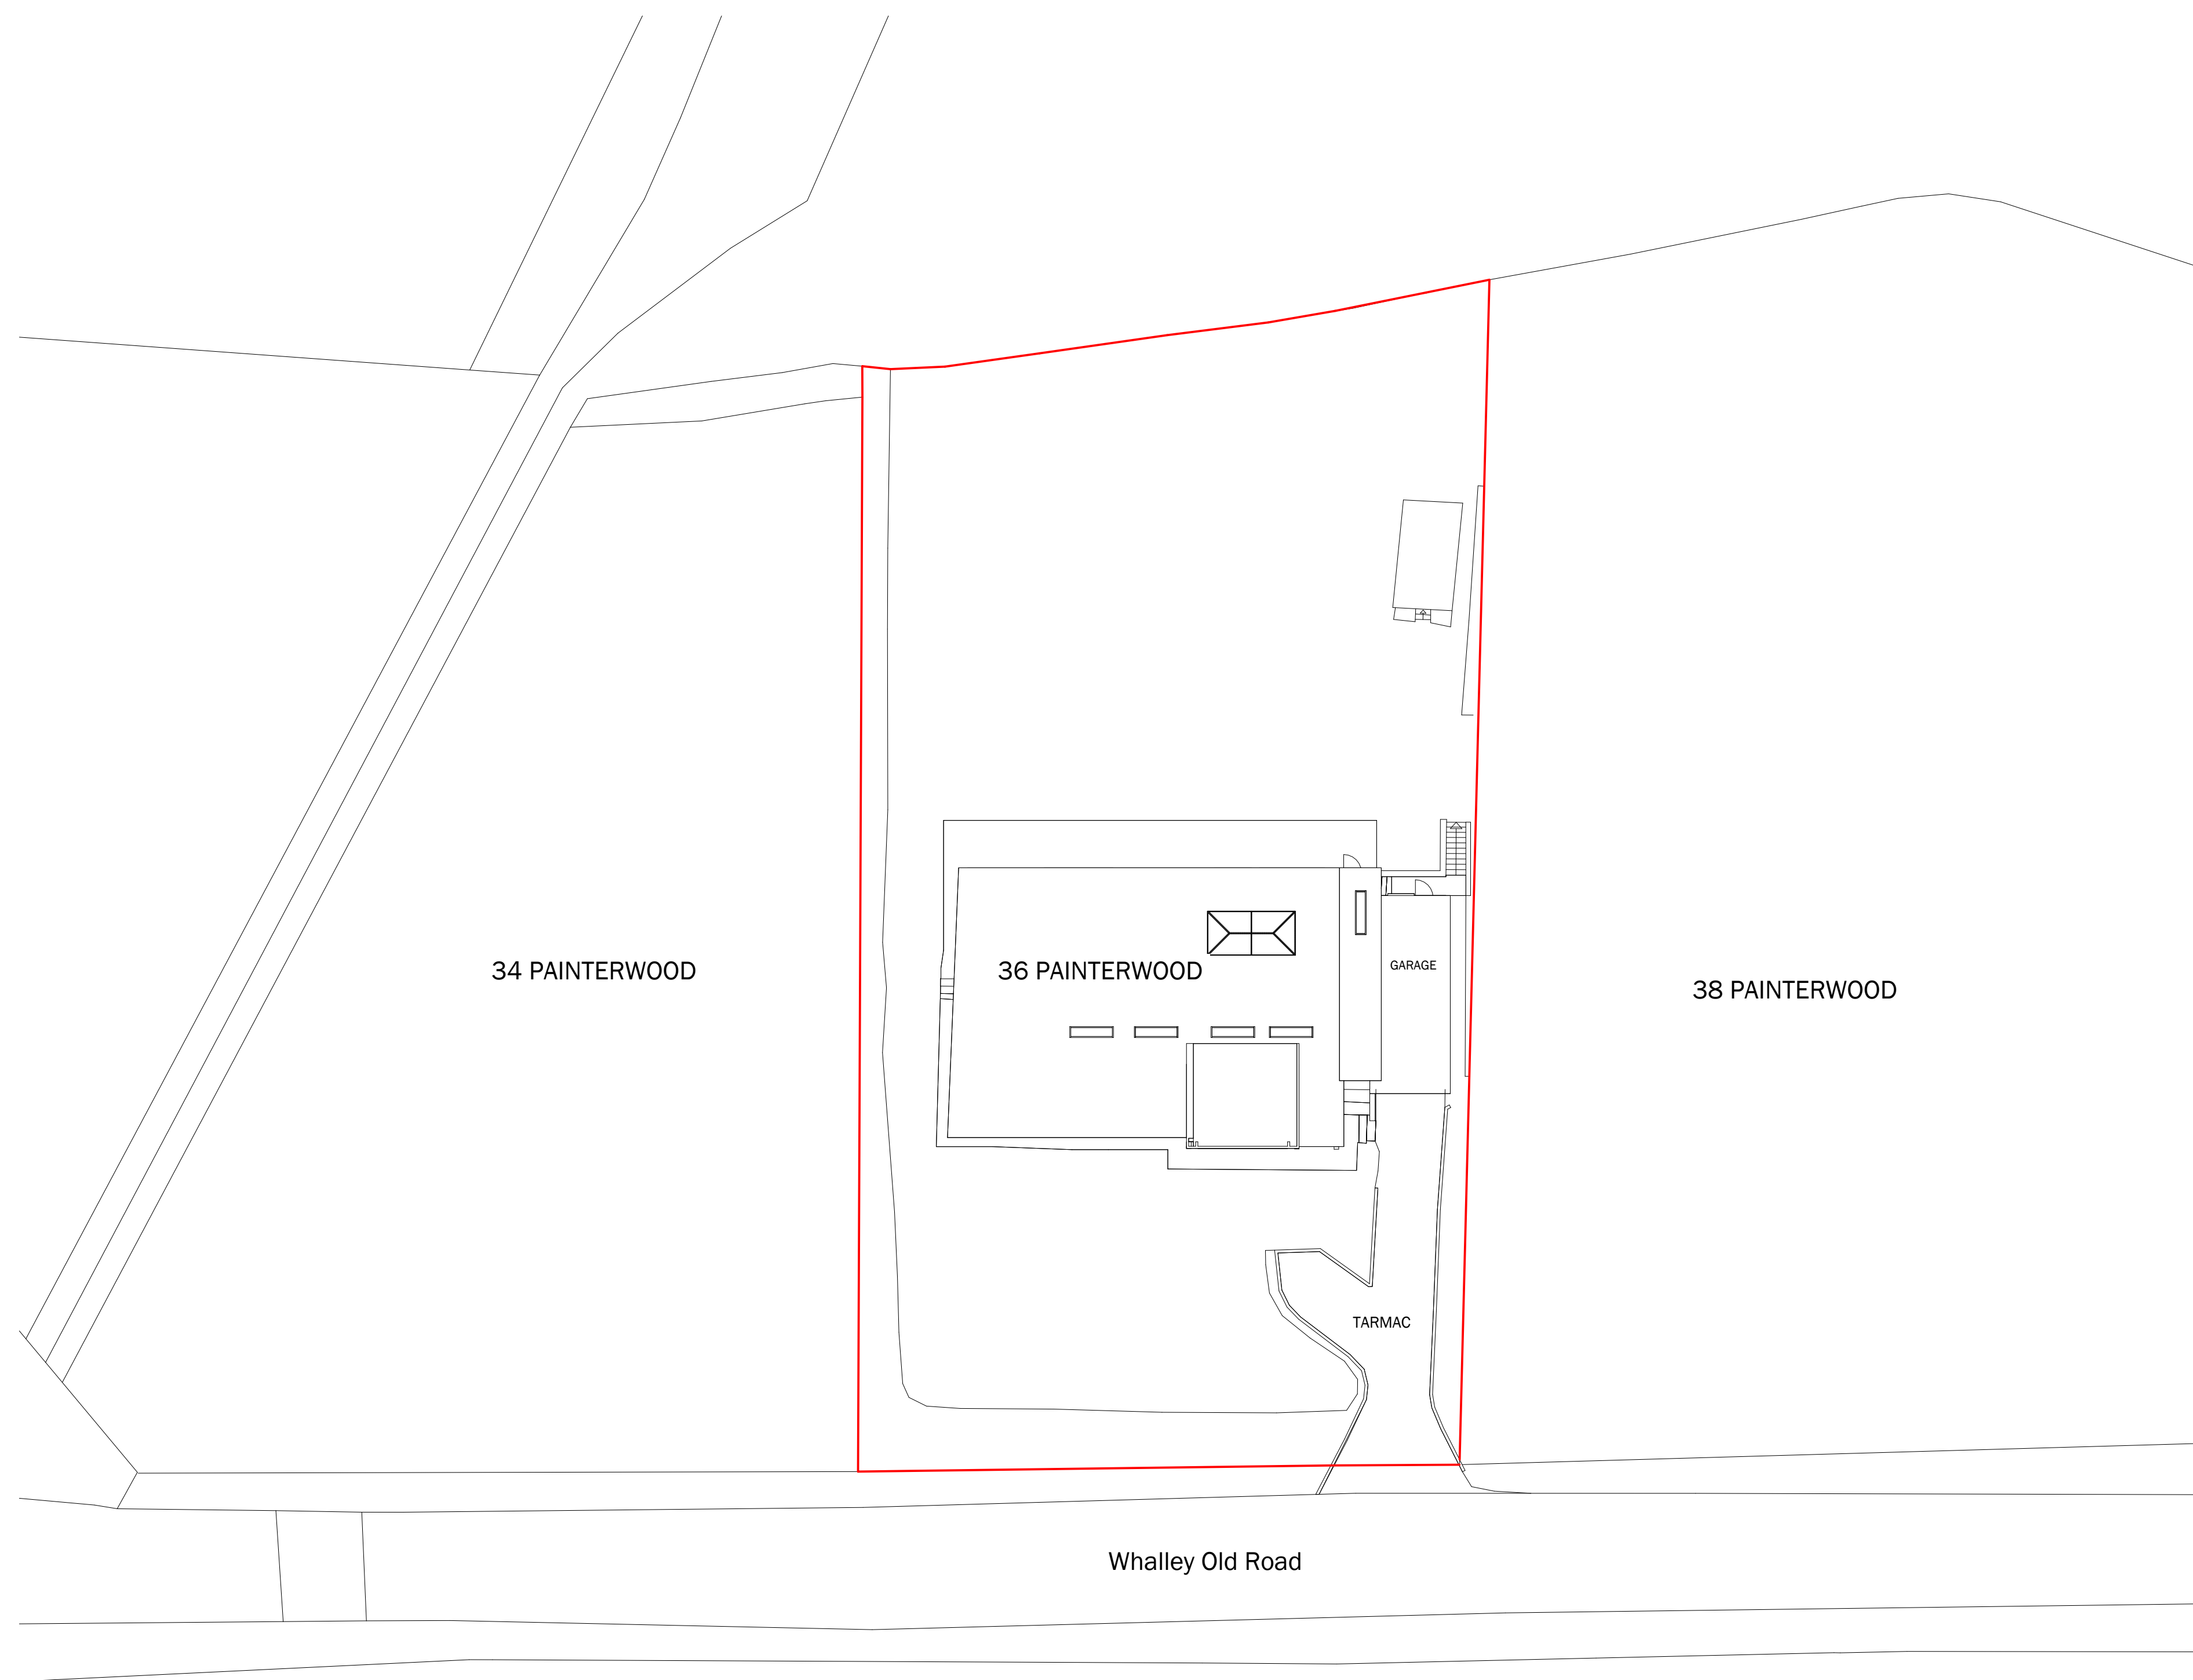 34 PAINTERWOOD
36 PAINTERWOOD
GARAGE
38 PAINTERWOOD
TARMAC
Whalley Old Road